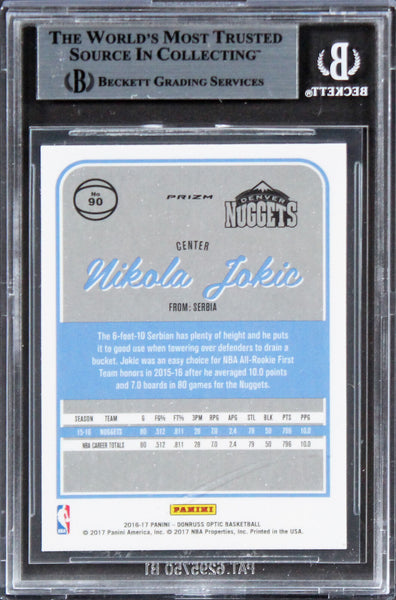 THE WORLD'S MOST TRUSTED
SOURCE IN COLLECTING™
BECKETT GRADING SERVICES
BECKETT
No
90
PRIZM
DENVER
NUGGETS
CENTER
Nikola Jokic
FROM: SERBIA
The 6-foot-10 Serbian has plenty of height and he puts
it to good use when towering over defenders to drain a
bucket. Jokic was an easy choice for NBA All-Rookie First
Team honors in 2015-16 after he averaged 10.0 points
and 7.0 boards in 80 games for the Nuggets.
SEASON TEAM G FG% FT% 3PM RPG APG STL BLK PTS PPG
15-16 NUGGETS 80 .512 .811 28 7.0 2.4 79 50 796 10.0
NBA CAREER TOTALS 80 .512 .811 28 7.0 2.4 79 50 796 10.0
PANINI
2016-17 PANINI – DONRUSS OPTIC BASKETBALL
© 2017 Panini America, Inc. © 2017 NBA Properties, Inc. Printed in the USA.